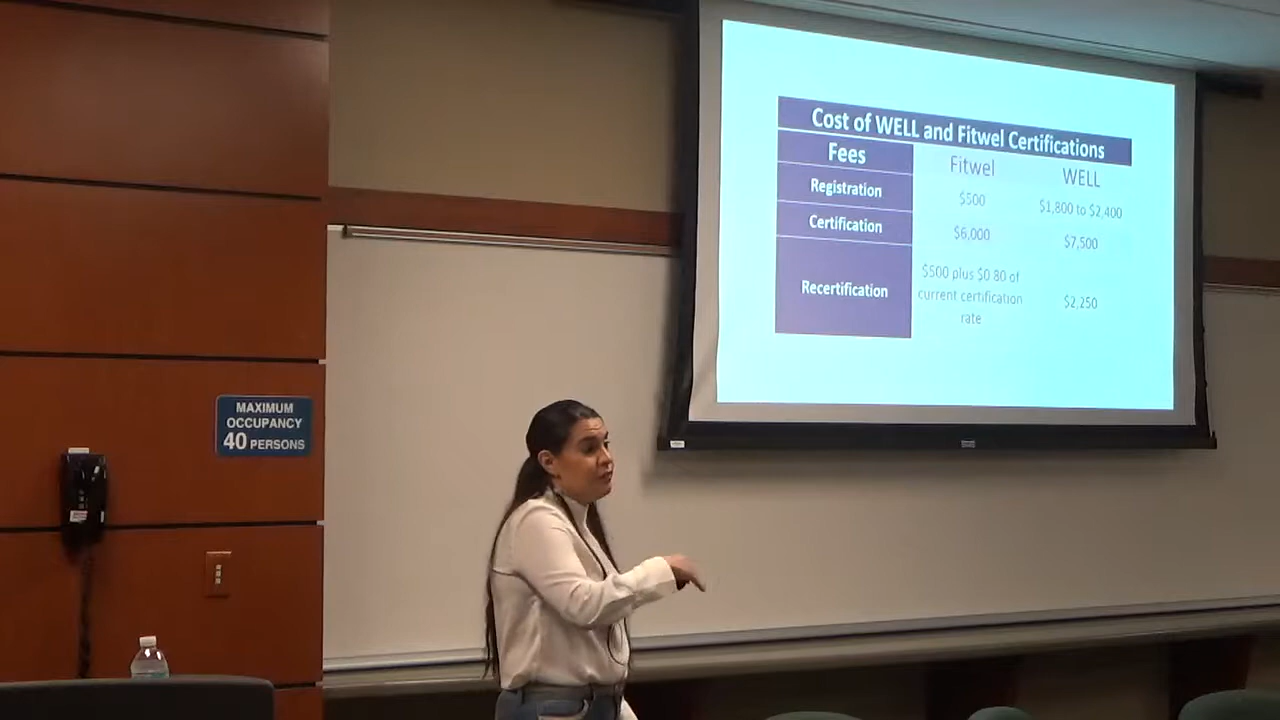 Cost of WELL and Fitwel Certifications
Fees Fitwel WELL
Registration $500 $1,800 to $2,400
Certification $6,000 $7,500
Recertification $500 plus $0.80 of current certification rate $2,250
MAXIMUM
OCCUPANCY
40 PERSONS